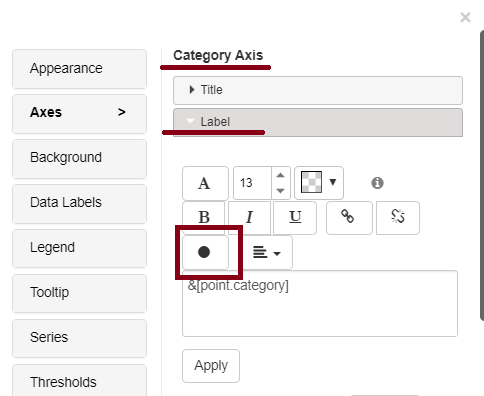 ×
Category Axis
Appearance
Title
Axes >
Label
Background
A 13 i
Data Labels
B I U
Legend
&[point.category]
Tooltip
Series
Apply
Thresholds